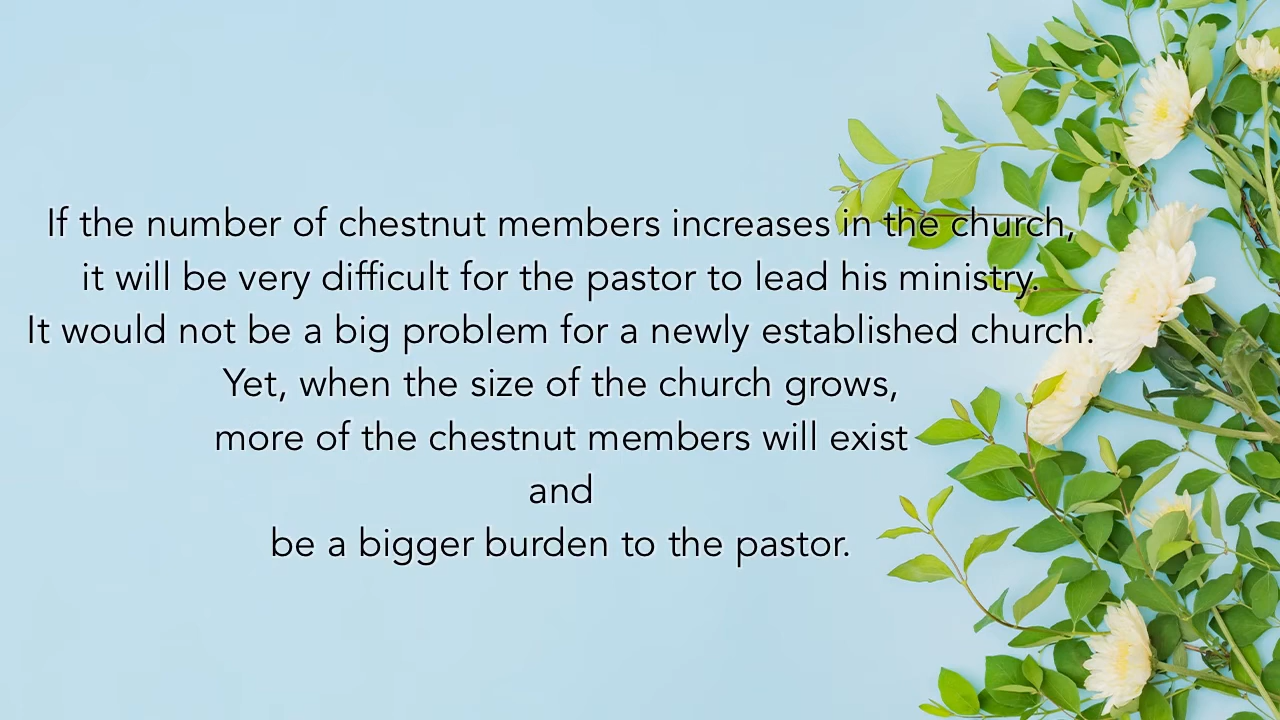 If the number of chestnut members increases in the church,
it will be very difficult for the pastor to lead his ministry.
It would not be a big problem for a newly established church.
Yet, when the size of the church grows,
more of the chestnut members will exist
and
be a bigger burden to the pastor.